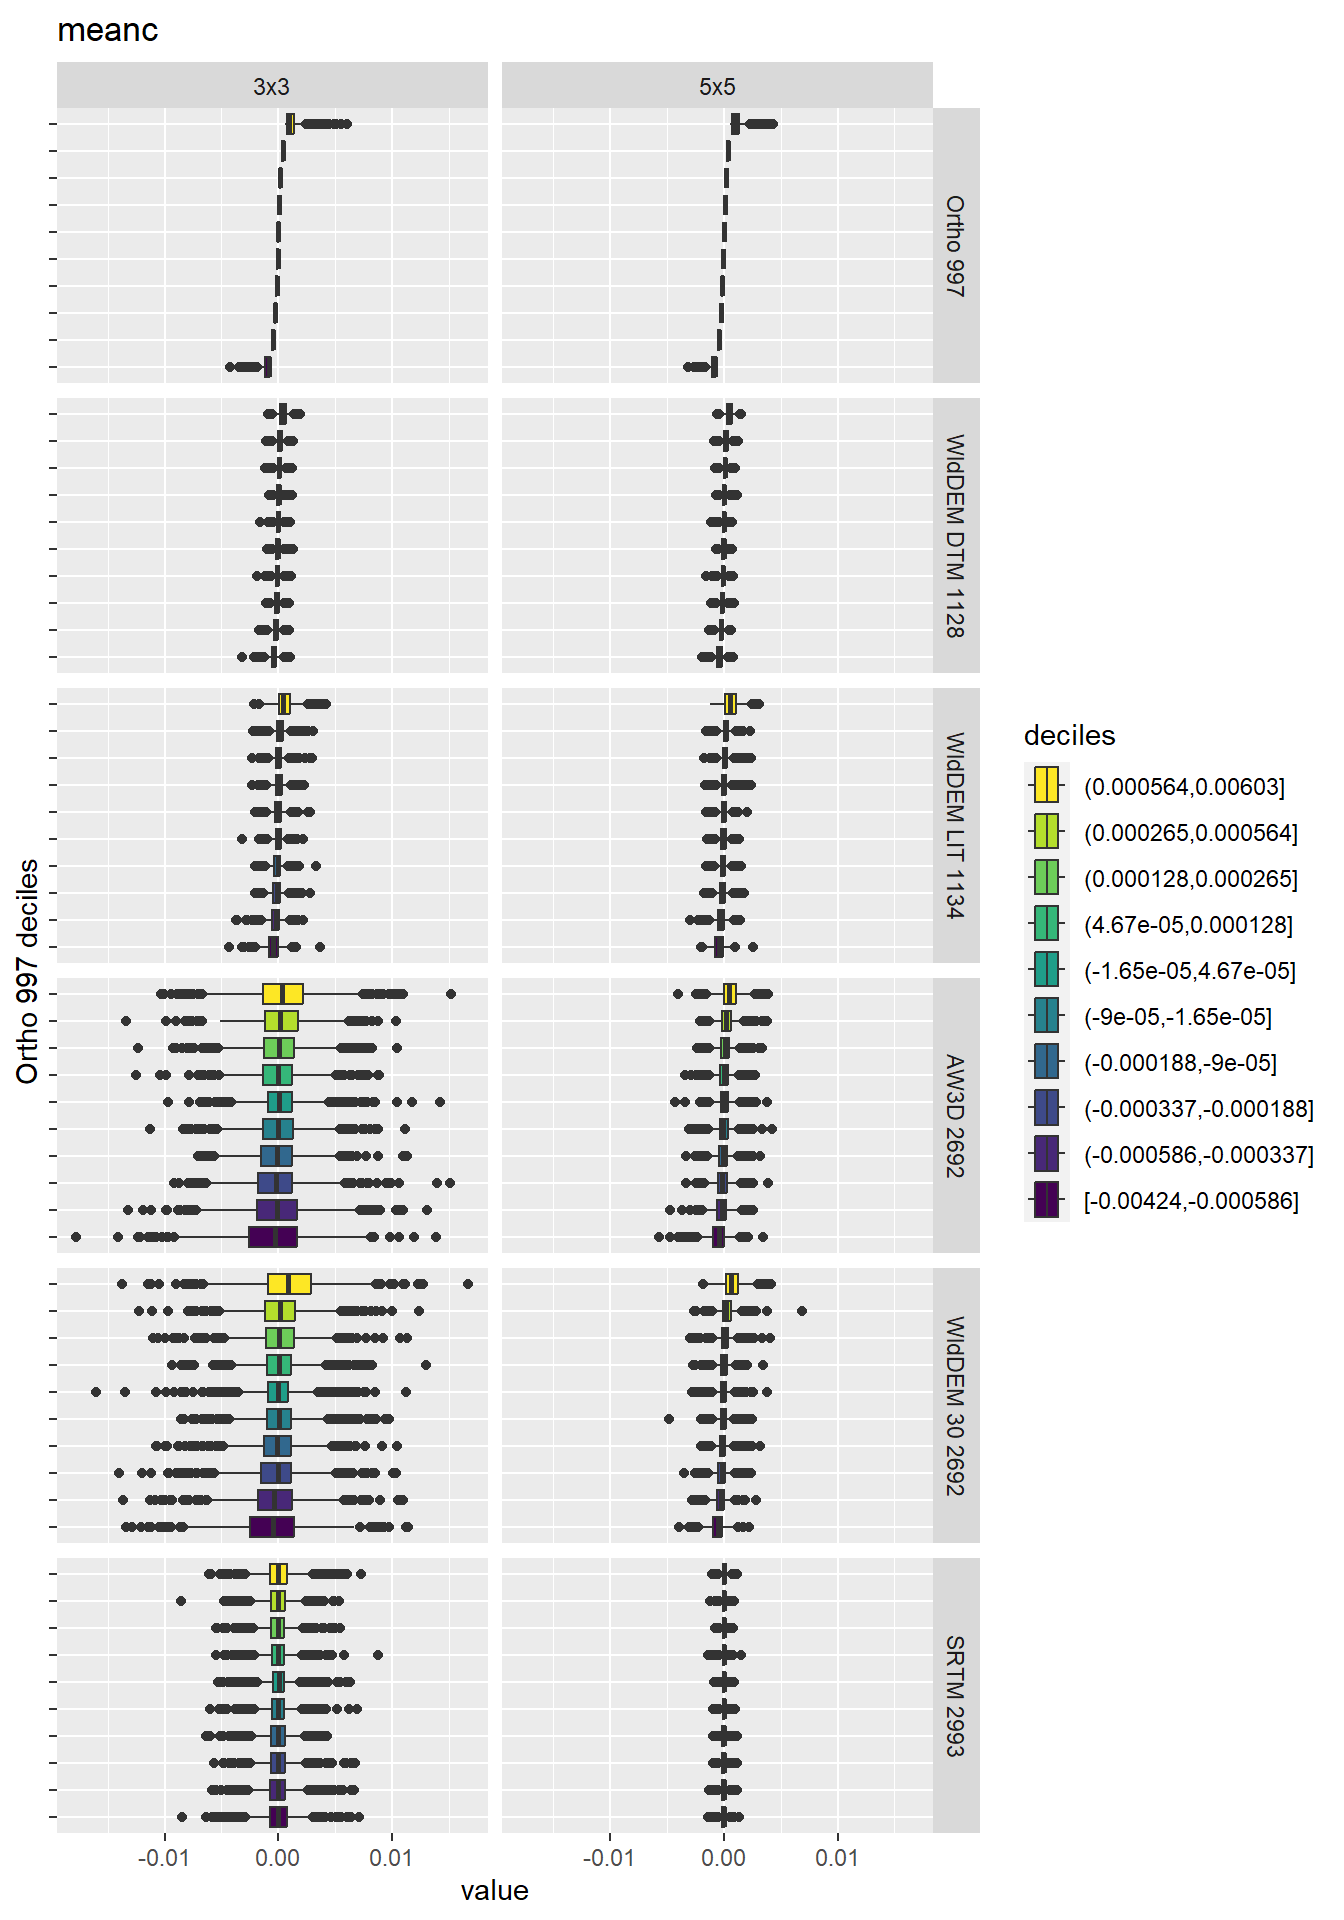 meanc
3x3
5x5
Ortho 997
WldDEM DTM 1128
WldDEM LIT 1134
AW3D 2692
WldDEM 30 2692
SRTM 2993
Ortho 997 deciles
-0.01
0.00
0.01
-0.01
0.00
0.01
value
deciles
(0.000564,0.00603]
(0.000265,0.000564]
(0.000128,0.000265]
(4.67e-05,0.000128]
(-1.65e-05,4.67e-05]
(-9e-05,-1.65e-05]
(-0.000188,-9e-05]
(-0.000337,-0.000188]
(-0.000586,-0.000337]
[-0.00424,-0.000586]